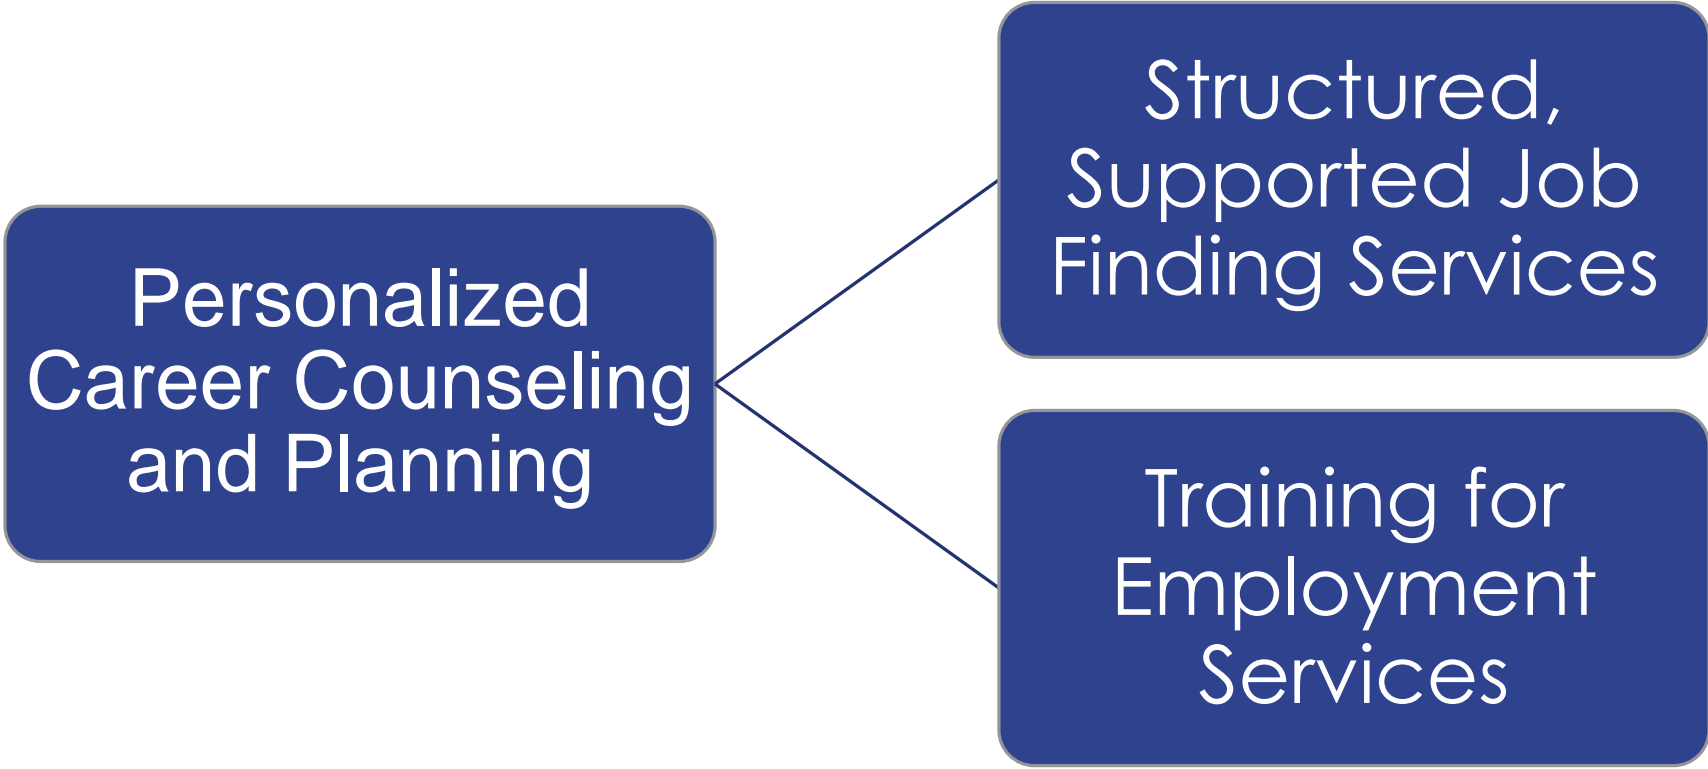 Personalized
Career Counseling
and Planning
Structured,
Supported Job
Finding Services
Training for
Employment
Services